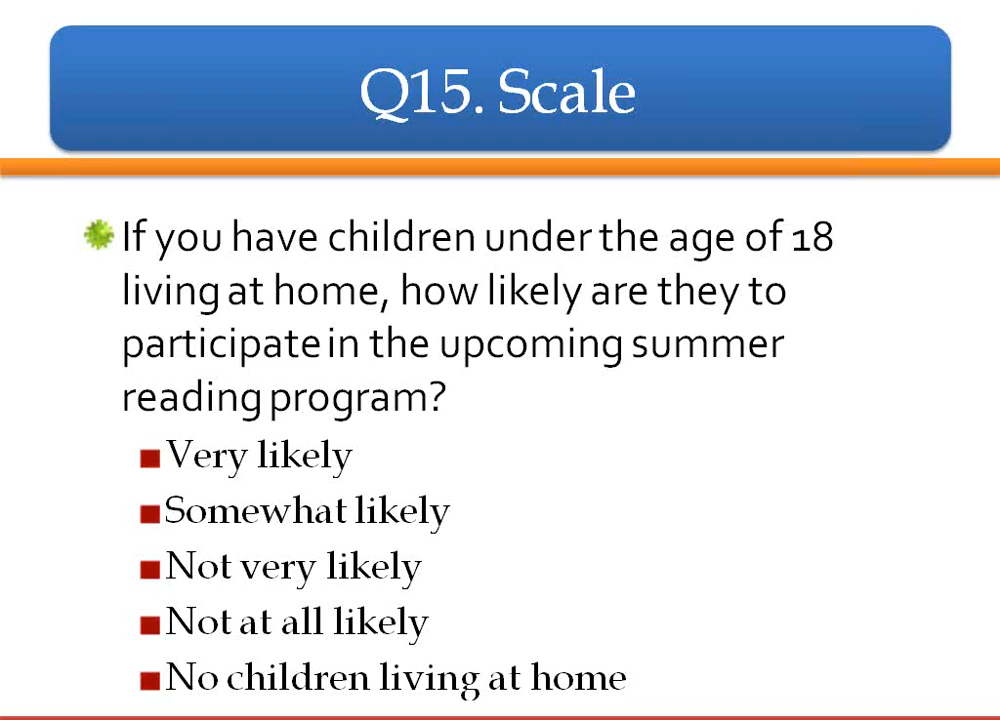 Q15. Scale
If you have children under the age of 18
living at home, how likely are they to
participate in the upcoming summer
reading program?
Very likely
Somewhat likely
Not very likely
Not at all likely
No children living at home